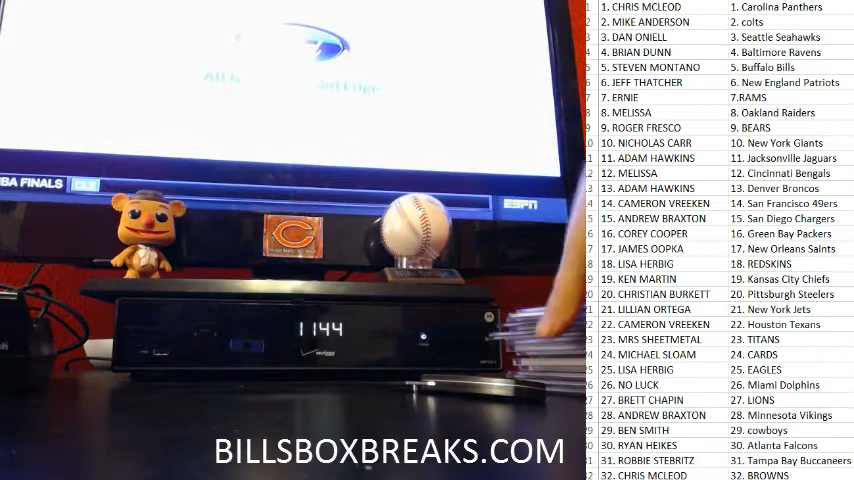 All
Edge
BA FINALS
CLE
ESPN
1144
verizon
BILLSBOXBREAKS.COM
1. CHRIS MCLEOD 1. Carolina Panthers
2. MIKE ANDERSON 2. colts
3. DAN ONIELL 3. Seattle Seahawks
4. BRIAN DUNN 4. Baltimore Ravens
5. STEVEN MONTANO 5. Buffalo Bills
6. JEFF THATCHER 6. New England Patriots
7. ERNIE 7.RAMS
8. MELISSA 8. Oakland Raiders
9. ROGER FRESCO 9. BEARS
10. NICHOLAS CARR 10. New York Giants
11. ADAM HAWKINS 11. Jacksonville Jaguars
12. MELISSA 12. Cincinnati Bengals
13. ADAM HAWKINS 13. Denver Broncos
14. CAMERON VREEKEN 14. San Francisco 49ers
15. ANDREW BRAXTON 15. San Diego Chargers
16. COREY COOPER 16. Green Bay Packers
17. JAMES OOPKA 17. New Orleans Saints
18. LISA HERBIG 18. REDSKINS
19. KEN MARTIN 19. Kansas City Chiefs
20. CHRISTIAN BURKETT 20. Pittsburgh Steelers
21. LILLIAN ORTEGA 21. New York Jets
22. CAMERON VREEKEN 22. Houston Texans
23. MRS SHEETMETAL 23. TITANS
24. MICHAEL SLOAM 24. CARDS
25. LISA HERBIG 25. EAGLES
26. NO LUCK 26. Miami Dolphins
27. BRETT CHAPIN 27. LIONS
28. ANDREW BRAXTON 28. Minnesota Vikings
29. BEN SMITH 29. cowboys
30. RYAN HEIKES 30. Atlanta Falcons
31. ROBBIE STEBRITZ 31. Tampa Bay Buccaneers
32. CHRIS MCLEOD 32. BROWNS